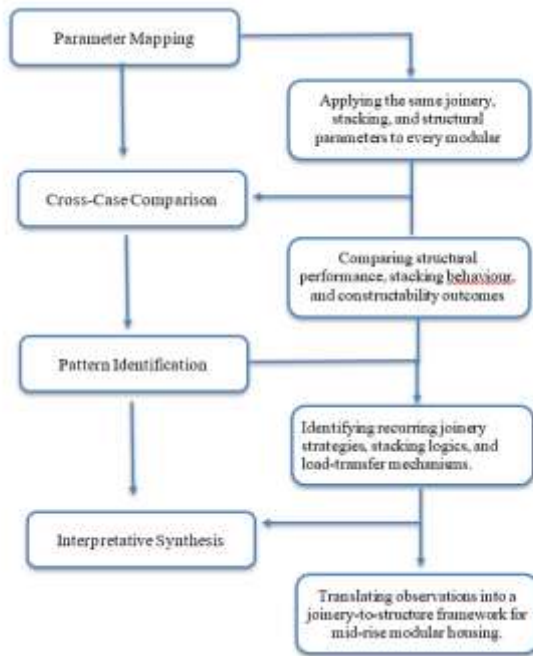 Parameter Mapping
Applying the same joinery,
stacking, and structural
parameters to every modular
Cross-Case Comparison
Comparing structural
performance, stacking behaviour,
and constructability outcomes
Pattern Identification
Identifying recurring joinery
strategies, stacking logics, and
load-transfer mechanisms.
Interpretative Synthesis
Translating observations into a
joinery-to-structure framework for
mid-rise modular housing.